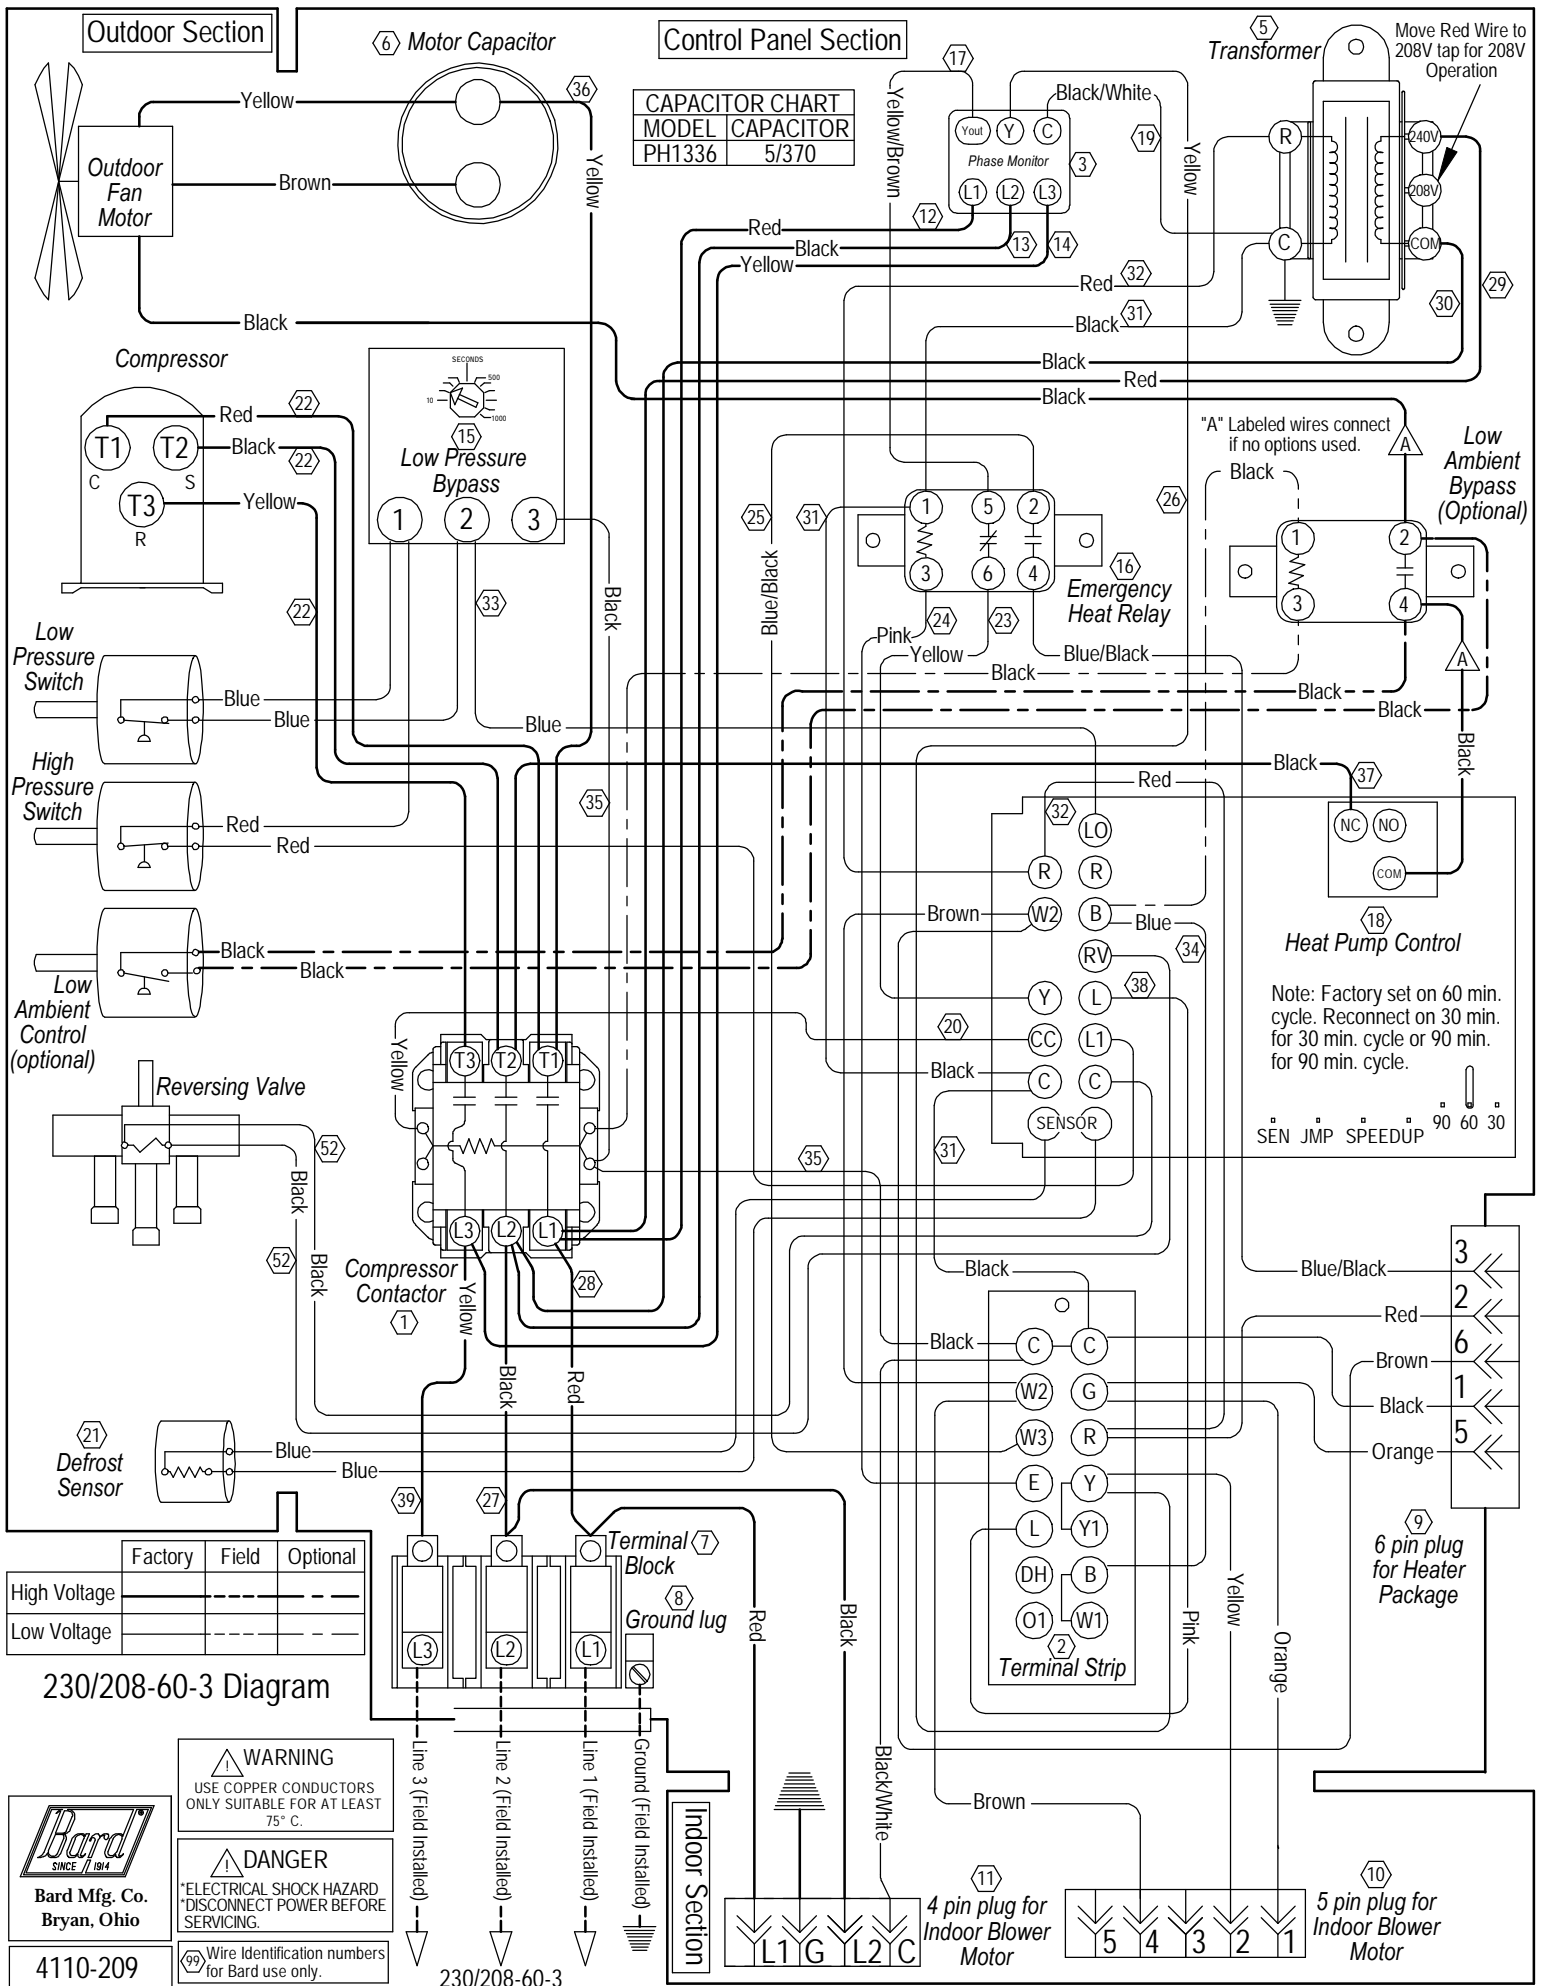 Outdoor Section
6
Motor Capacitor
Control Panel Section
17
5
Transformer
Move Red Wire to
208V tap for 208V
Operation
Yellow
36
CAPACITOR CHART
MODEL CAPACITOR
PH1336 5/370
Yellow/Brown
Black/White
Yout Y C
Phase Monitor
3
L1 L2 L3
19
Yellow
R
240V
208V
C
COM
Outdoor
Fan
Motor
Brown
Yellow
12
Red
Black
13
14
Yellow
Red
32
Black
31
30
29
Black
Black
Red
Black
Compressor
SECONDS
10
500
1000
15
Low Pressure
Bypass
1 2 3
Red
22
T1
T2
Black
22
C
S
T3
Yellow
R
22
33
Black
"A" Labeled wires connect
if no options used.
A
Low
Ambient
Bypass
(Optional)
Black
26
25
31
Blue/Black
1 5 2
3 6 4
16
Emergency
Heat Relay
1 2
3 4
A
Pink
24
23
Yellow
Blue/Black
Black
Black
Black
Low
Pressure
Switch
Blue
Blue
Blue
High
Pressure
Switch
Red
Red
35
Black
37
Black
Red
32
LO
R R
Brown
W2 B
Blue
RV
34
Y L
38
20
CC L1
Black
C C
SENSOR
31
NC NO
COM
18
Heat Pump Control
Note: Factory set on 60 min.
cycle. Reconnect on 30 min.
for 30 min. cycle or 90 min.
for 90 min. cycle.
SEN JMP SPEEDUP
90 60 30
Low
Ambient
Control
(optional)
Black
Black
Yellow
T3 T2 T1
Reversing Valve
52
Black
52
Black
35
L3 L2 L1
Compressor
Contactor
1
28
Yellow
Black
Red
Black
Black
C C
W2 G
W3 R
E Y
L Y1
DH B
O1 W1
2
Terminal Strip
Yellow
Pink
Orange
3
Blue/Black
2
Red
6
Brown
1
Black
5
Orange
9
6 pin plug
for Heater
Package
21
Defrost
Sensor
Blue
Blue
39
27
Terminal
Block
7
8
Ground lug
L3 L2 L1
Red
Black
Factory Field Optional
High Voltage
Low Voltage
230/208-60-3 Diagram
Line 3 (Field Installed)
Line 2 (Field Installed)
Line 1 (Field Installed)
Ground (Field Installed)
230/208-60-3
Black/White
Brown
Indoor Section
L1 G L2 C
11
4 pin plug for
Indoor Blower
Motor
5 4 3 2 1
10
5 pin plug for
Indoor Blower
Motor
! WARNING
USE COPPER CONDUCTORS
ONLY SUITABLE FOR AT LEAST
75° C.
! DANGER
*ELECTRICAL SHOCK HAZARD
*DISCONNECT POWER BEFORE
SERVICING.
99
Wire Identification numbers
for Bard use only.
Bard®
SINCE 1914
Bard Mfg. Co.
Bryan, Ohio
4110-209